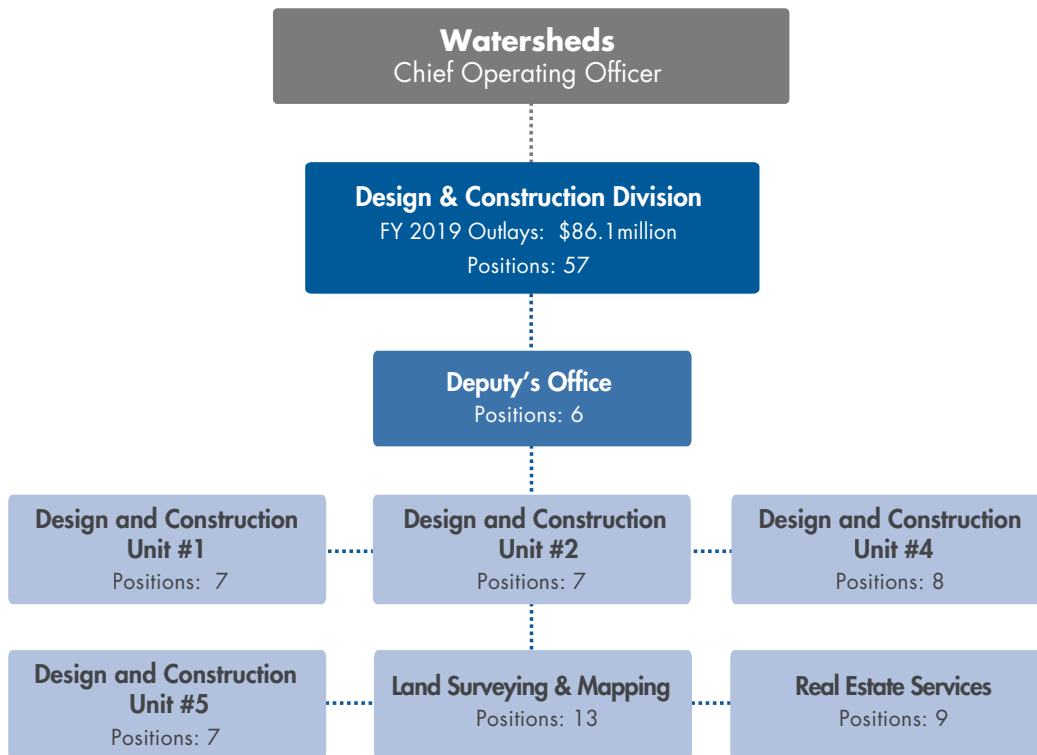 Watersheds
Chief Operating Officer
Design & Construction Division
FY 2019 Outlays: $86.1million
Positions: 57
Deputy's Office
Positions: 6
Design and Construction
Unit #1
Positions: 7
Design and Construction
Unit #2
Positions: 7
Design and Construction
Unit #4
Positions: 8
Design and Construction
Unit #5
Positions: 7
Land Surveying & Mapping
Positions: 13
Real Estate Services
Positions: 9